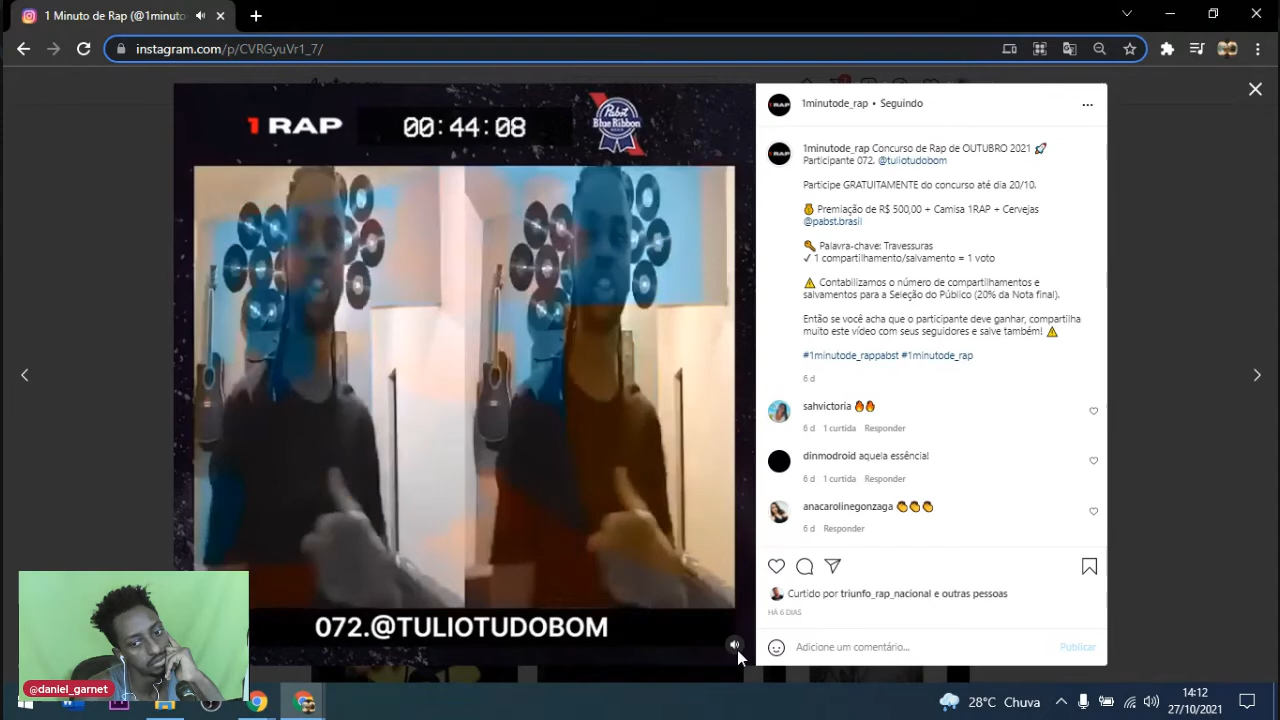 1 Minuto de Rap (@1minuto
instagram.com/p/CVRGyuVr1_7/
1 RAP
00:44:08
Pabst
Blue Ribbon
1minutode_rap • Seguindo
1minutode_rap Concurso de Rap de OUTUBRO 2021 🚀
Participante 072. @tuliotudobom
Participe GRATUITAMENTE do concurso até dia 20/10.
🏅 Premiação de R$ 500,00 + Camisa 1RAP + Cervejas
@pabst.brasil
🔑 Palavra-chave: Travessuras
✓ 1 compartilhamento/salvamento = 1 voto
⚠️ Contabilizamos o número de compartilhamentos e
salvamentos para a Seleção do Público (20% da Nota final).
Então se você acha que o participante deve ganhar, compartilha
muito este vídeo com seus seguidores e salve também! ⚠️
#1minutode_rappabst #1minutode_rap
6 d
sahvictoria 🔥🔥
6 d 1 curtida Responder
dinmodroid aquela essência!
6 d 1 curtida Responder
anacarolinegonzaga 👏👏👏
6 d Responder
Curtido por triunfo_rap_nacional e outras pessoas
HÁ 6 DIAS
Adicione um comentário...
Publicar
072.@TULIOTUDOBOM
@daniel_garnet
28°C Chuva
14:12
27/10/2021